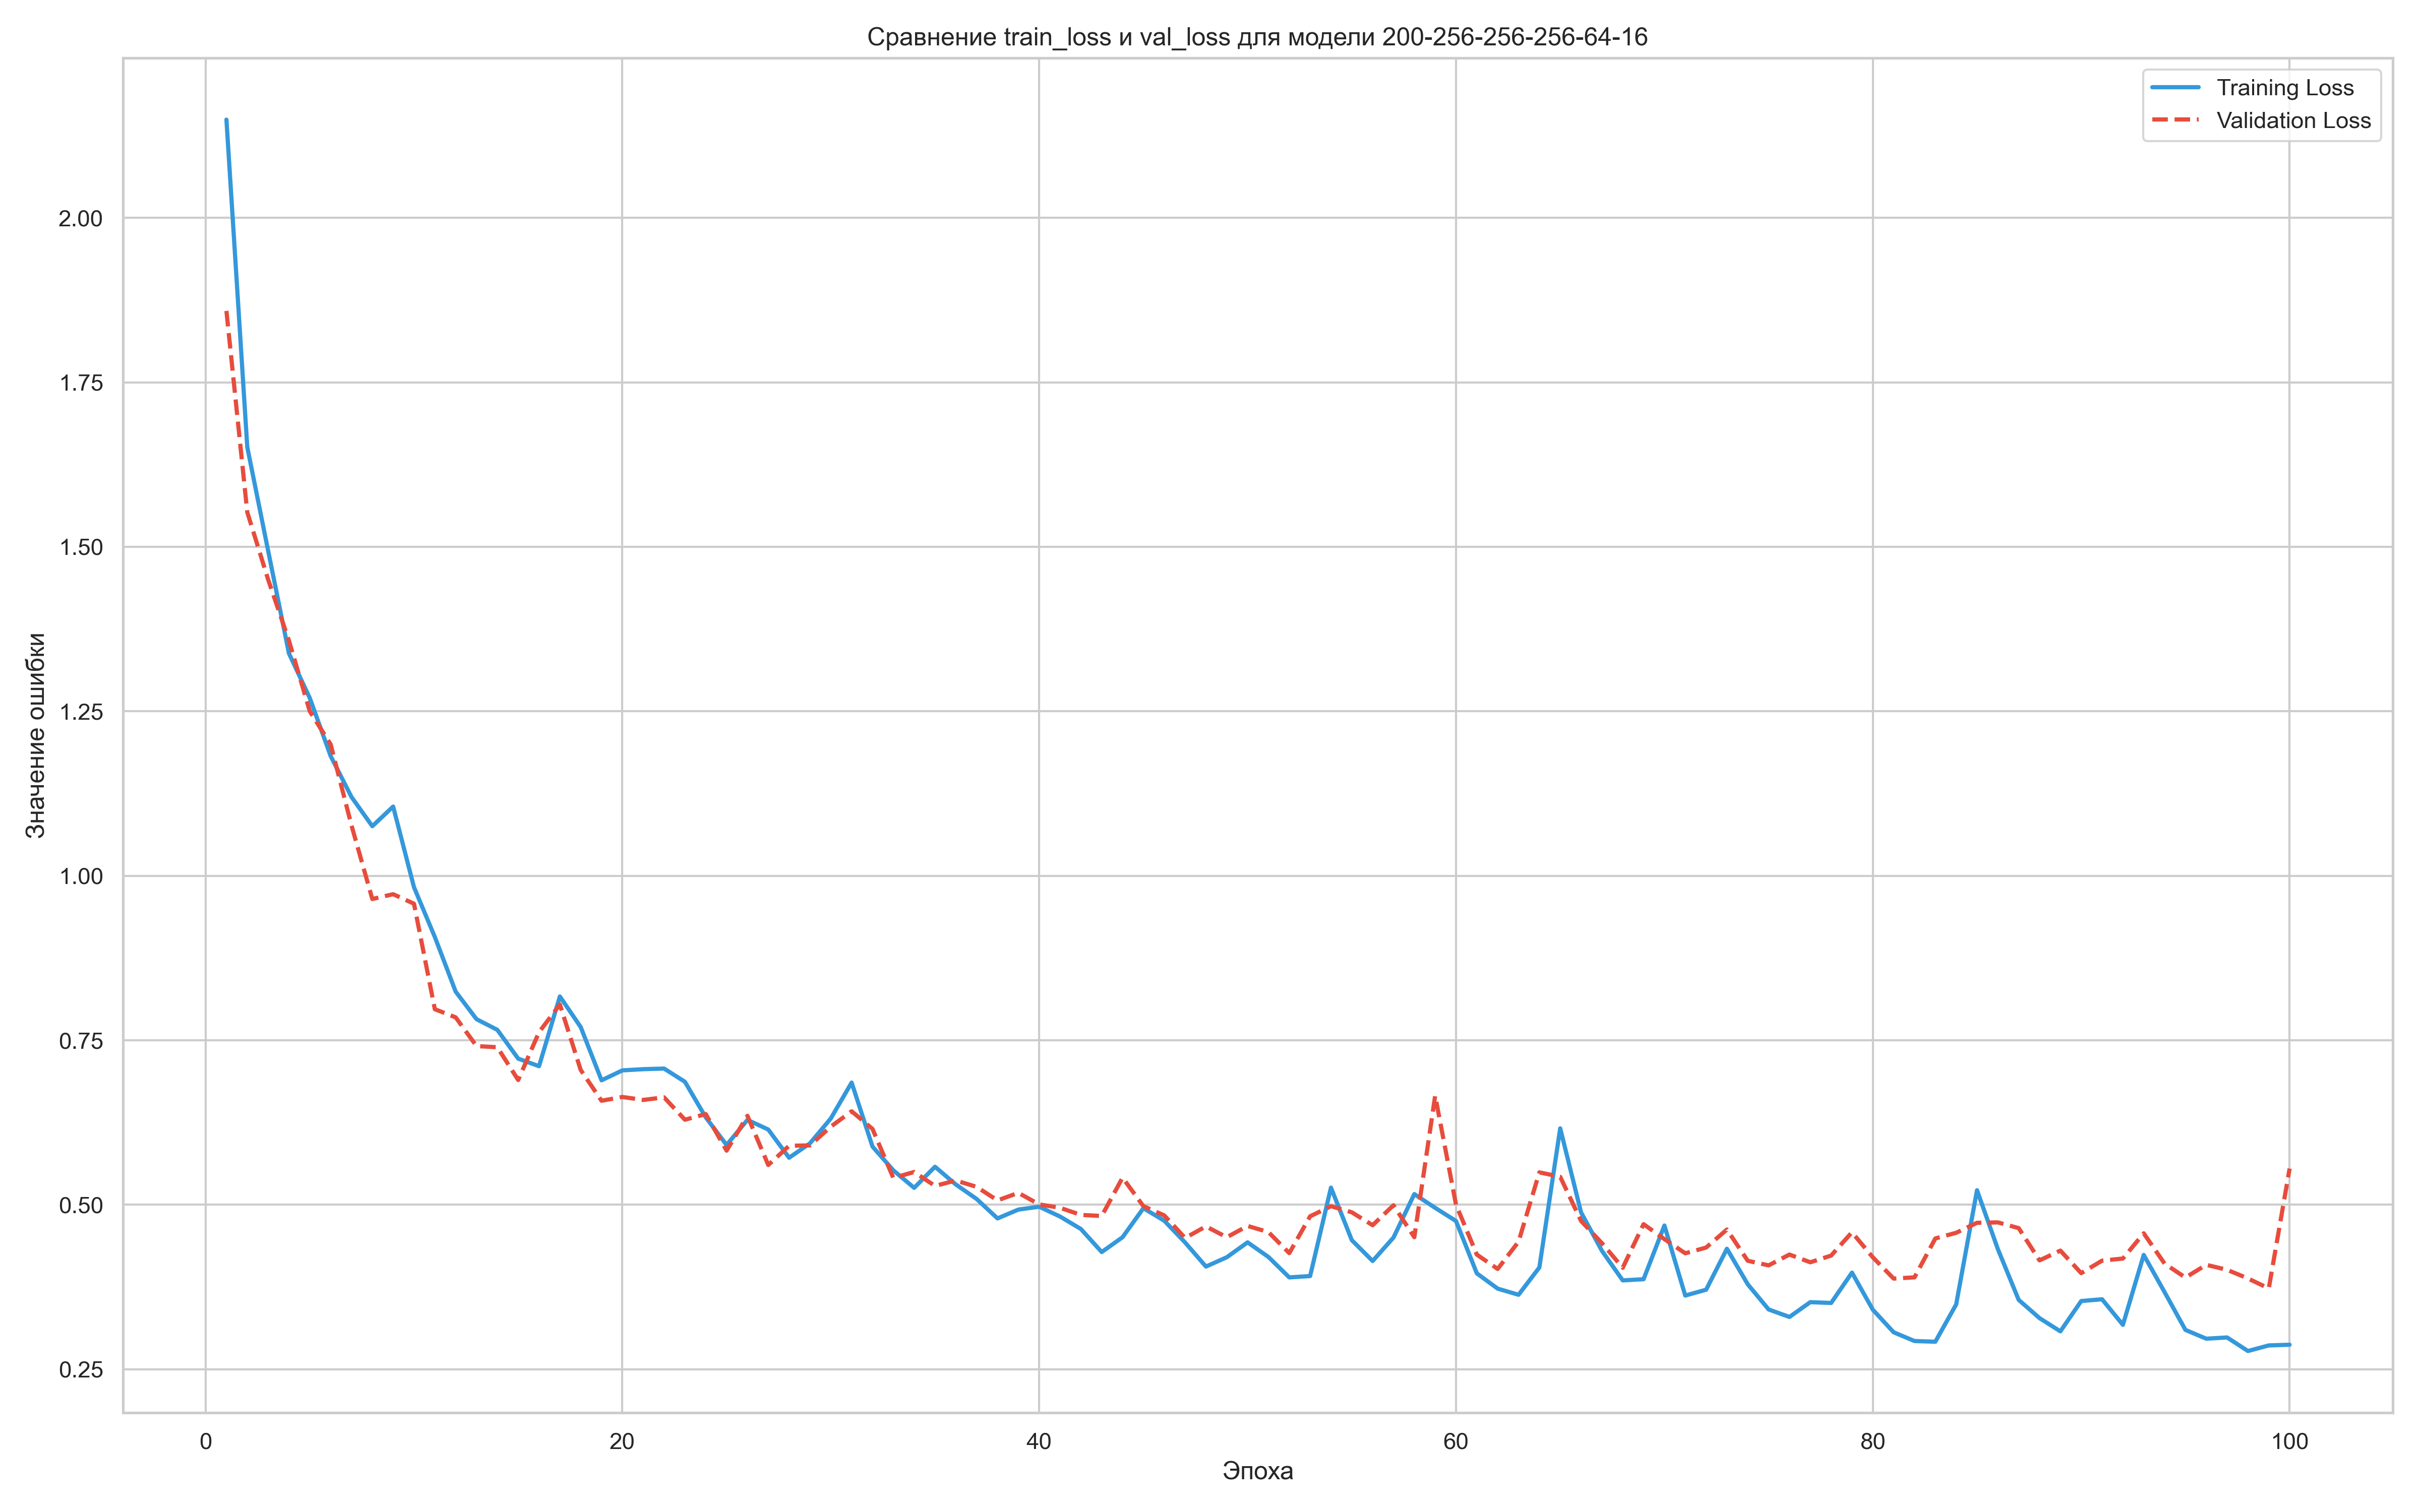 Сравнение train_loss и val_loss для модели 200-256-256-256-64-16
Training Loss
Validation Loss
2.00
1.75
1.50
1.25
1.00
0.75
0.50
0.25
Значение ошибки
0 20 40 60 80 100
Эпоха